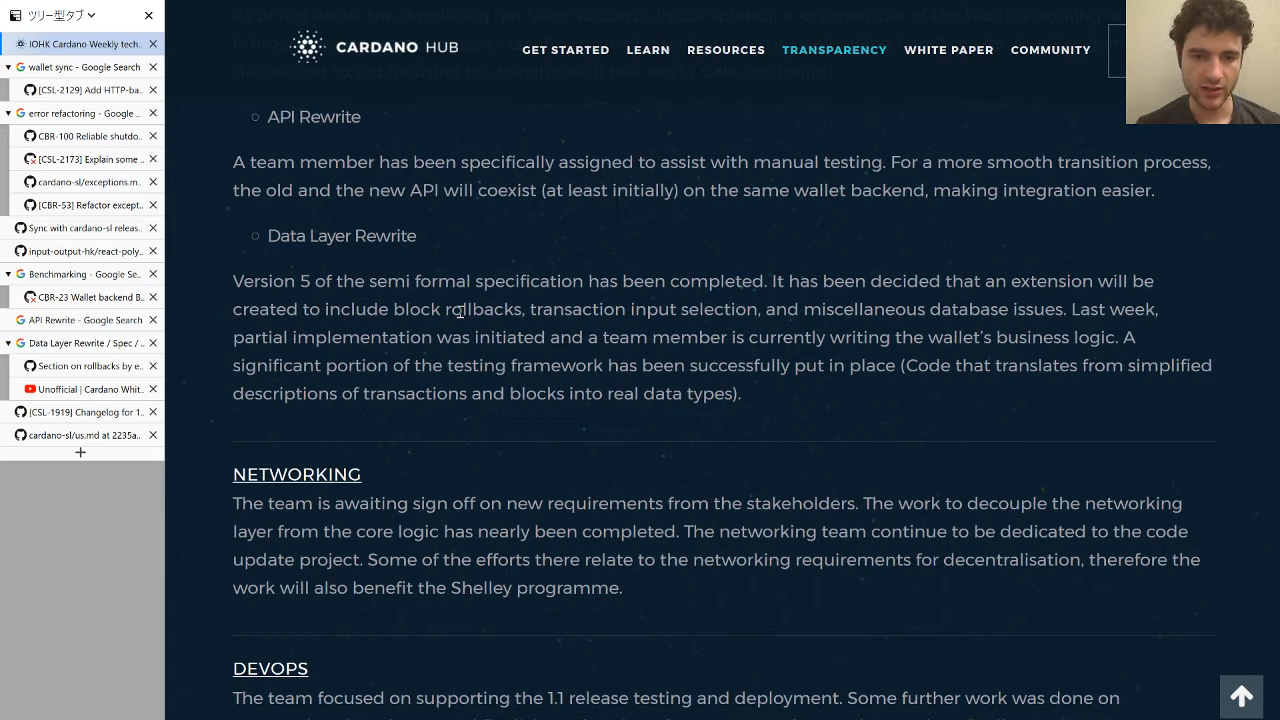 ツリー型タブ
IOHK Cardano Weekly tech..
wallet sync - Google Search
[CSL-2129] Add HTTP-ba..
error refactoring - Google ..
CBR-100 Reliable shutdo..
[CSL-2173] Explain some ..
cardano-sl/exceptions.m..
[CBR-53] Refactor except..
Sync with cardano-sl releas..
input-output-hk/react-poly..
Benchmarking - Google Se..
CBR-23 Wallet backend B..
API Rewrite - Google Search
Data Layer Rewrite / Spec / ..
Section on rollbacks by e..
Unofficial | Cardano Whit..
[CSL-1919] Changelog for 1..
cardano-sl/us.md at 2235a..
CARDANO HUB
GET STARTED LEARN RESOURCES TRANSPARENCY WHITE PAPER COMMUNITY
API Rewrite
A team member has been specifically assigned to assist with manual testing. For a more smooth transition process,
the old and the new API will coexist (at least initially) on the same wallet backend, making integration easier.
Data Layer Rewrite
Version 5 of the semi formal specification has been completed. It has been decided that an extension will be
created to include block rollbacks, transaction input selection, and miscellaneous database issues. Last week,
partial implementation was initiated and a team member is currently writing the wallet's business logic. A
significant portion of the testing framework has been successfully put in place (Code that translates from simplified
descriptions of transactions and blocks into real data types).
NETWORKING
The team is awaiting sign off on new requirements from the stakeholders. The work to decouple the networking
layer from the core logic has nearly been completed. The networking team continue to be dedicated to the code
update project. Some of the efforts there relate to the networking requirements for decentralisation, therefore the
work will also benefit the Shelley programme.
DEVOPS
The team focused on supporting the 1.1 release testing and deployment. Some further work was done on